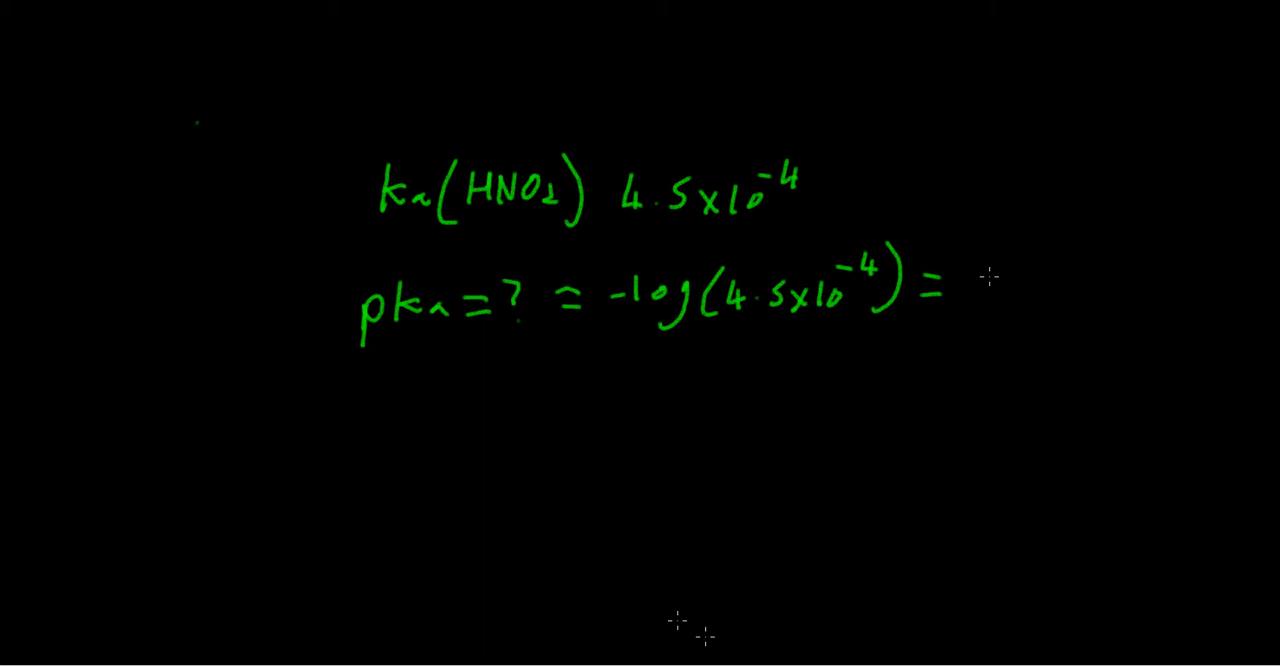 ka(HNO2) 4.5x10^-4
pka = ? = -log(4.5x10^-4) =